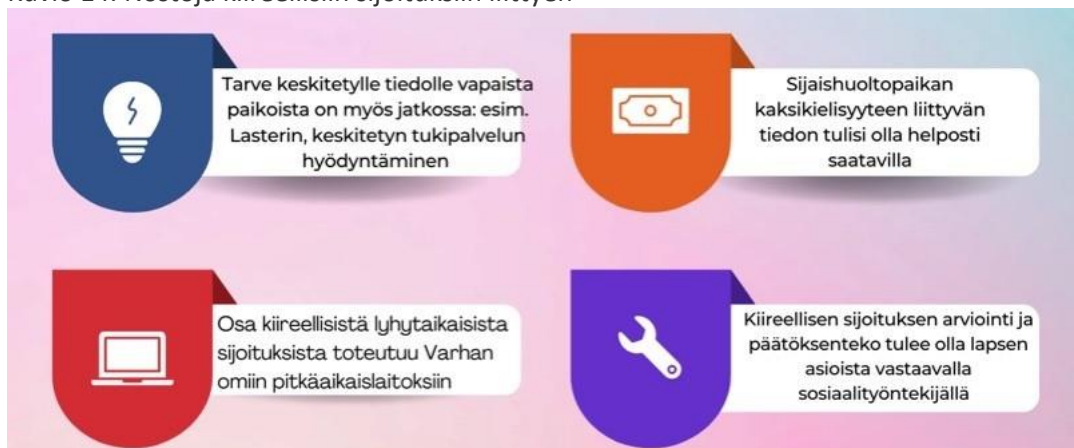 Tarve keskitetylle tiedolle vapaista
paikoista on myös jatkossa: esim.
Lasterin, keskitetyn tukipalvelun
hyödyntäminen
Sijaishuoltopaikan
kaksikielisyyteen liittyvän
tiedon tulisi olla helposti
saatavilla
Osa kiireellisistä lyhytaikaisista
sijoituksista toteutuu Varhan
omiin pitkäaikaislaitoksiin
Kiireellisen sijoituksen arviointi ja
päätöksenteko tulee olla lapsen
asioista vastaavalla
sosiaalityöntekijällä